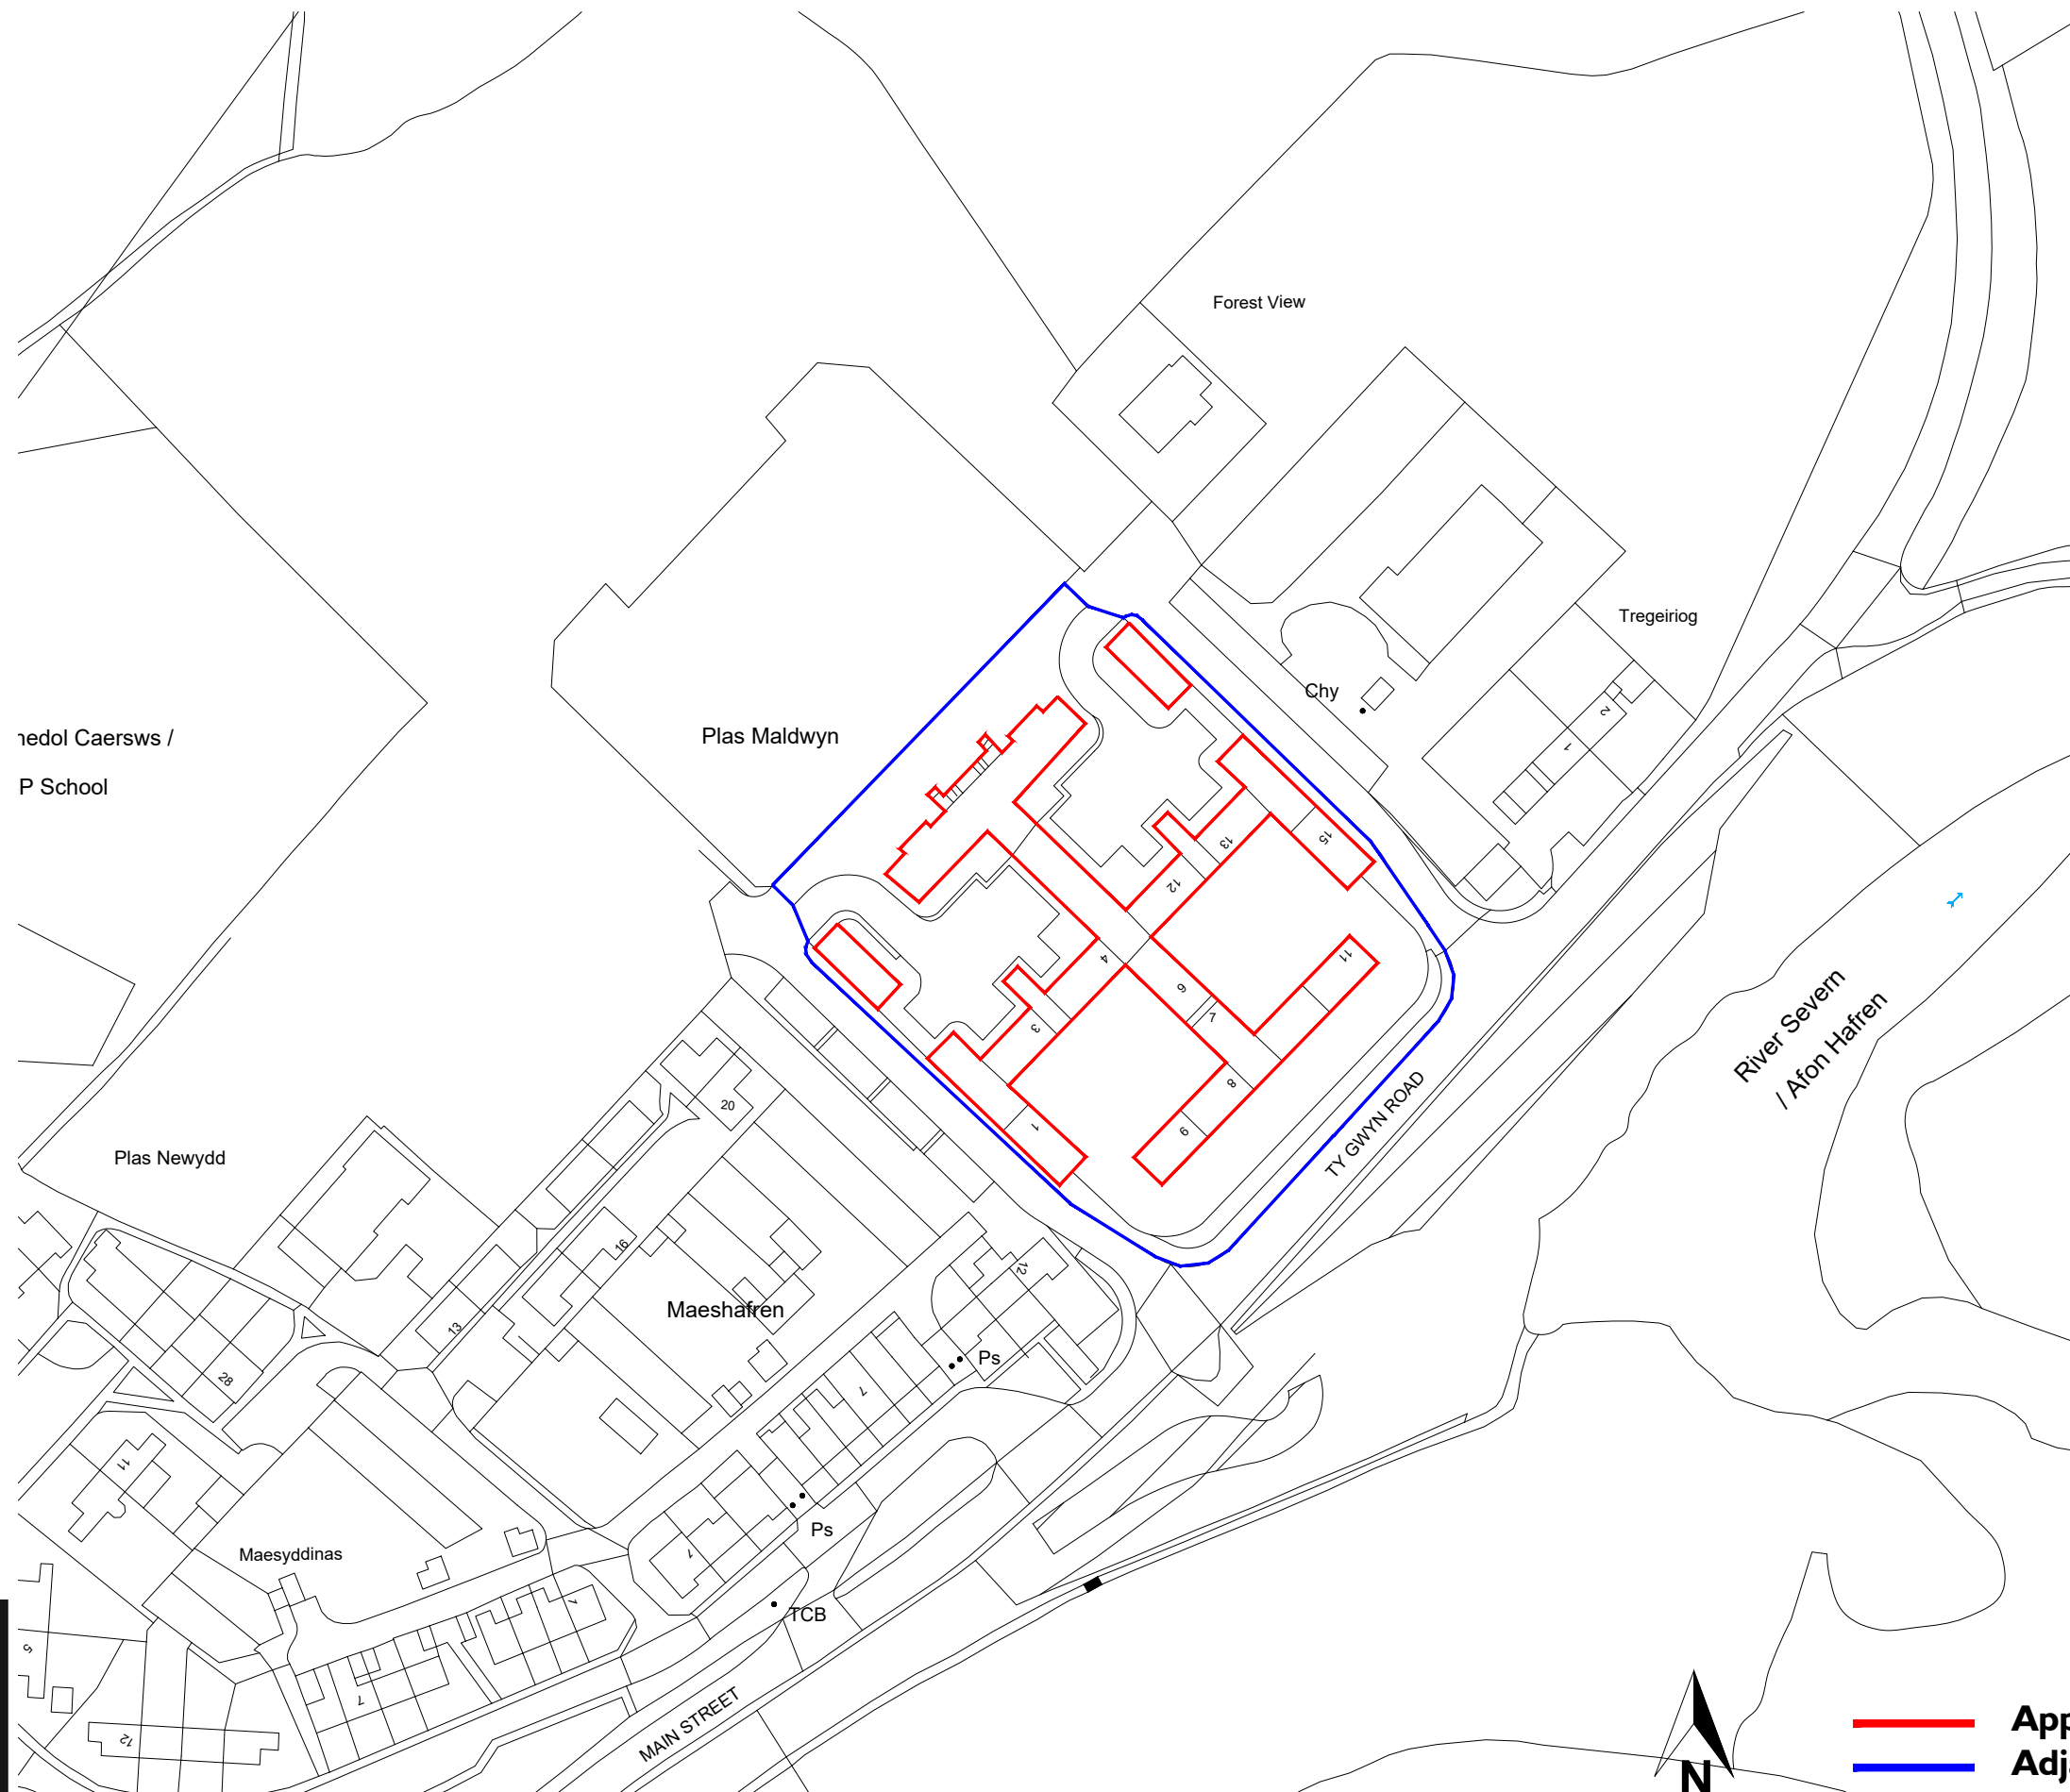 Forest View
Tregeiriog
Chy
2
1
Plas Maldwyn
nedol Caersws /
P School
15
13
12
11
4
6
7
3
8
9
1
River Severn
/ Afon Hafren
TY GWYN ROAD
20
Plas Newydd
16
12
Maeshafren
13
Ps
7
28
11
Ps
7
Maesyddinas
1
TCB
5
7
12
MAIN STREET
N
App
Adj